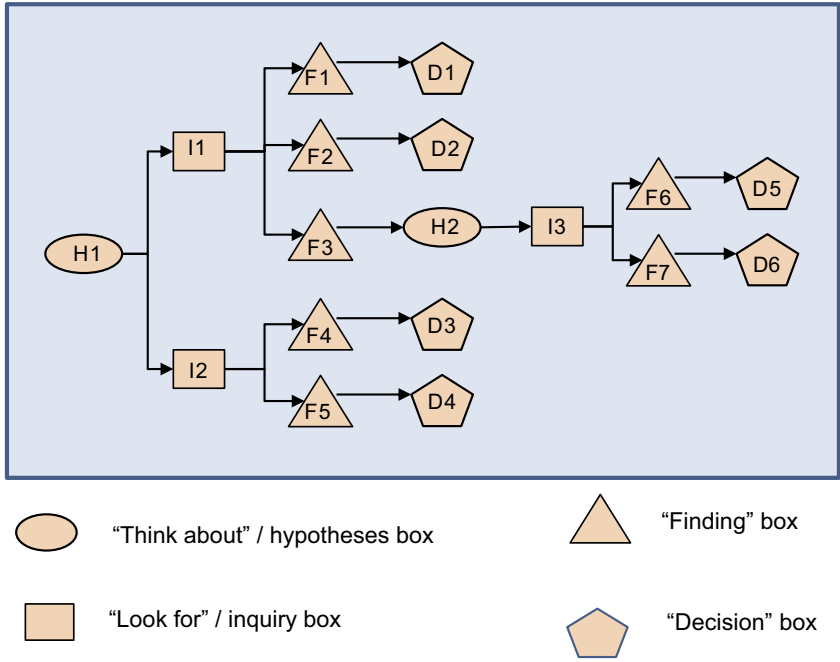 F1
D1
I1
F2
D2
F6
D5
F3
H2
I3
H1
F7
D6
F4
D3
I2
F5
D4
“Think about” / hypotheses box
“Finding” box
“Look for” / inquiry box
“Decision” box